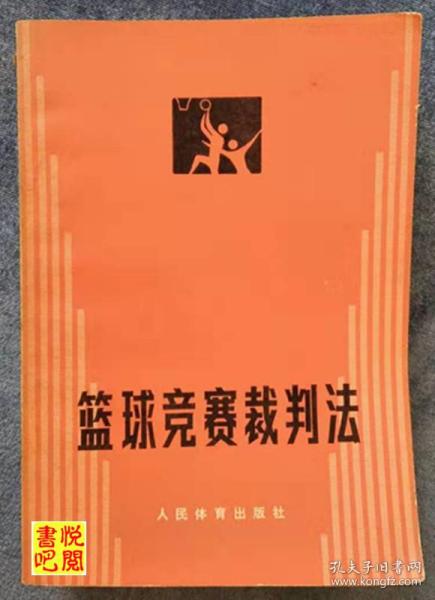 篮球竞赛裁判法
人民体育出版社
悦阅
書吧
孔夫子旧书网
www.kongfz.com